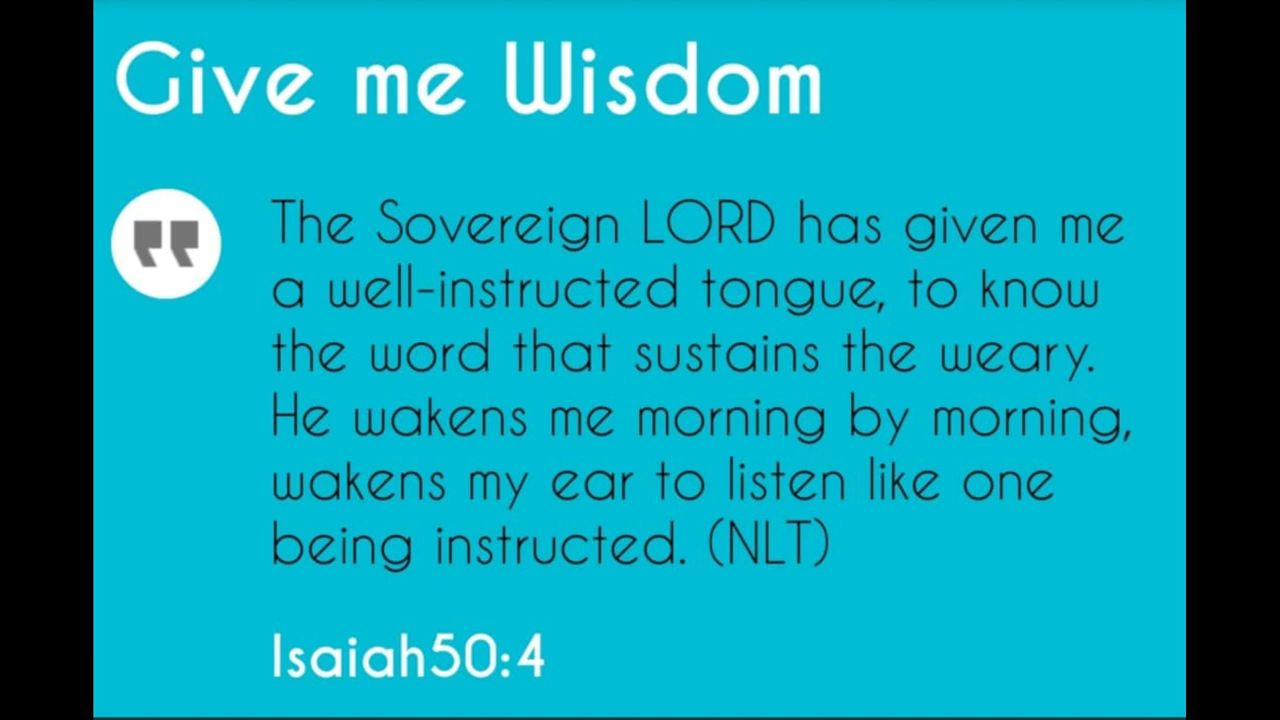 Give me Wisdom
The Sovereign LORD has given me
a well-instructed tongue, to know
the word that sustains the weary.
He wakens me morning by morning,
wakens my ear to listen like one
being instructed. (NLT)
Isaiah50:4